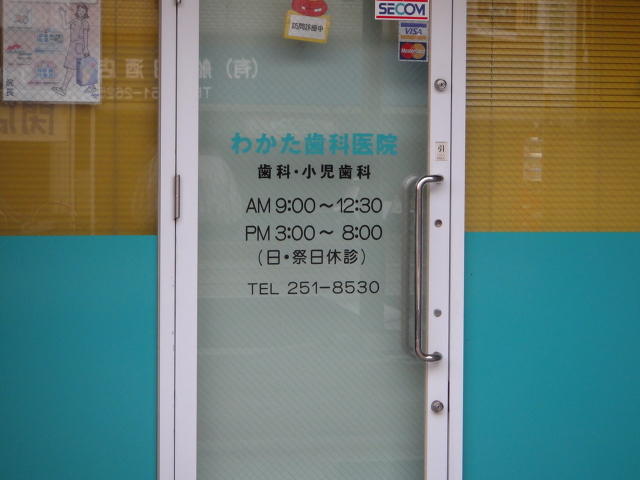 SECOM
VISA
MasterCard
訪問診療中
引
わかた歯科医院
歯科・小児歯科
AM 9:00～12:30
PM 3:00～ 8:00
(日・祭日休診)
TEL 251-8530